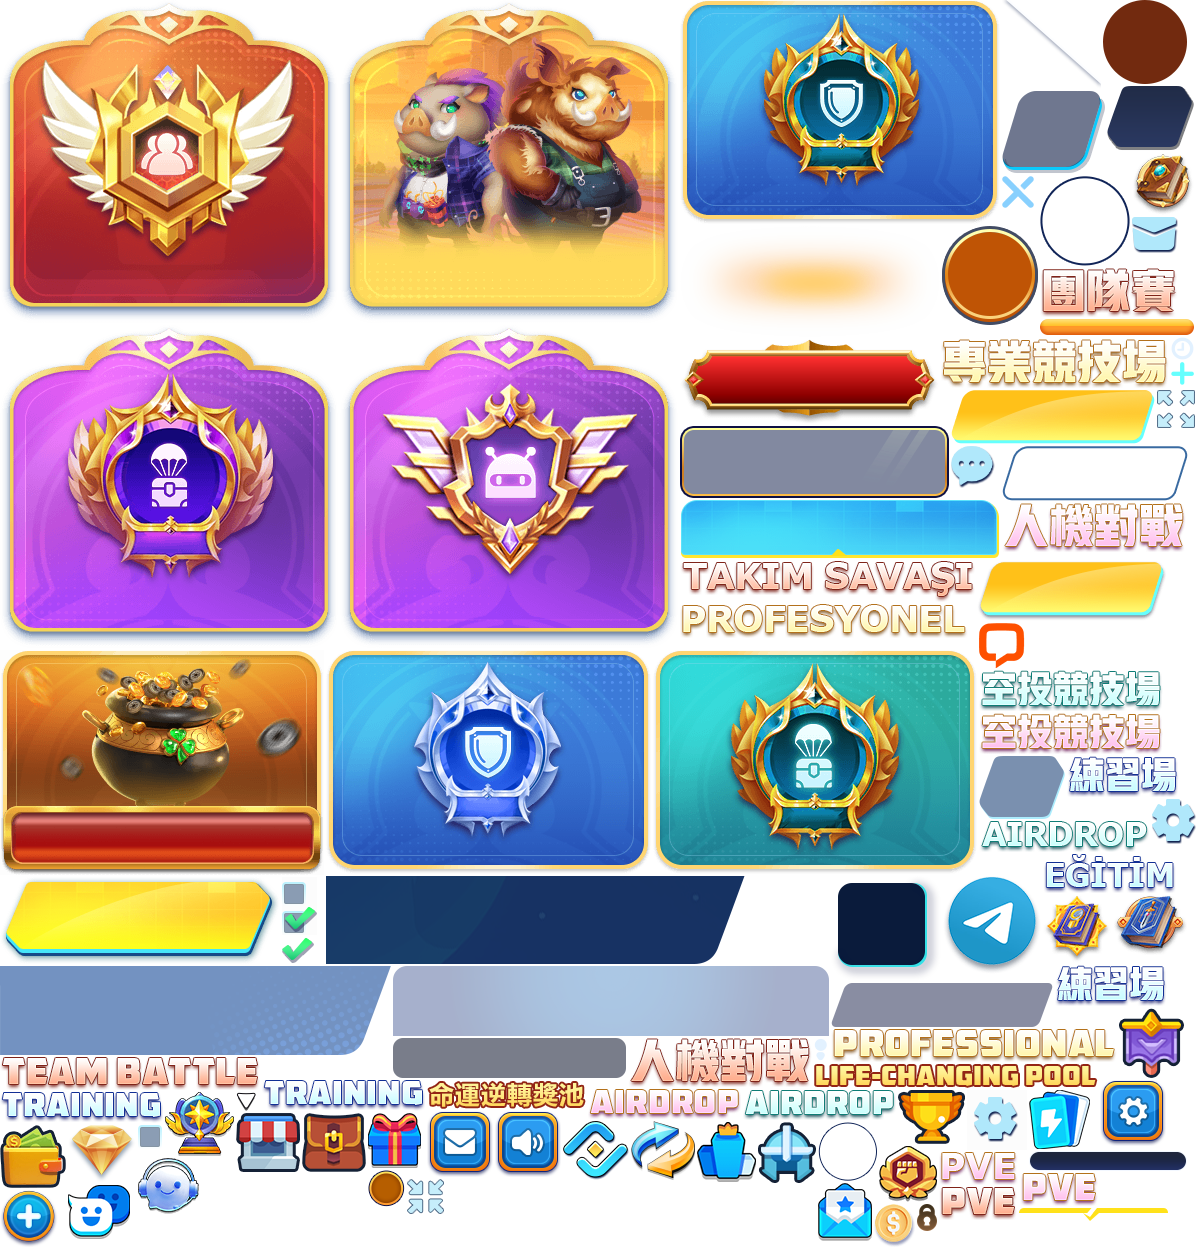 團隊賽
專業競技場
人機對戰
TAKIM SAVAŞI
PROFESYONEL
空投競技場
空投競技場
練習場
AIRDROP
EĞİTİM
練習場
PROFESSIONAL
人機對戰
TEAM BATTLE
LIFE-CHANGING POOL
TRAINING
TRAINING
命運逆轉獎池
AIRDROP
AIRDROP
PVE
PVE
PVE